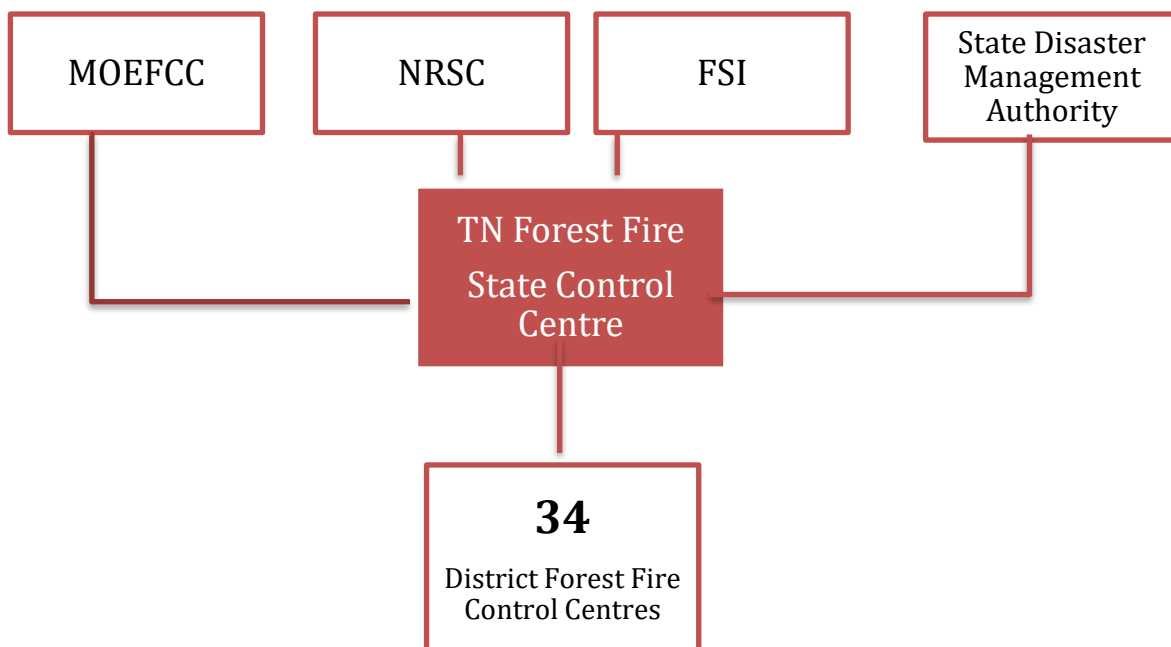 MOEFCC
NRSC
FSI
State Disaster
Management
Authority
TN Forest Fire
State Control
Centre
34
District Forest Fire
Control Centres